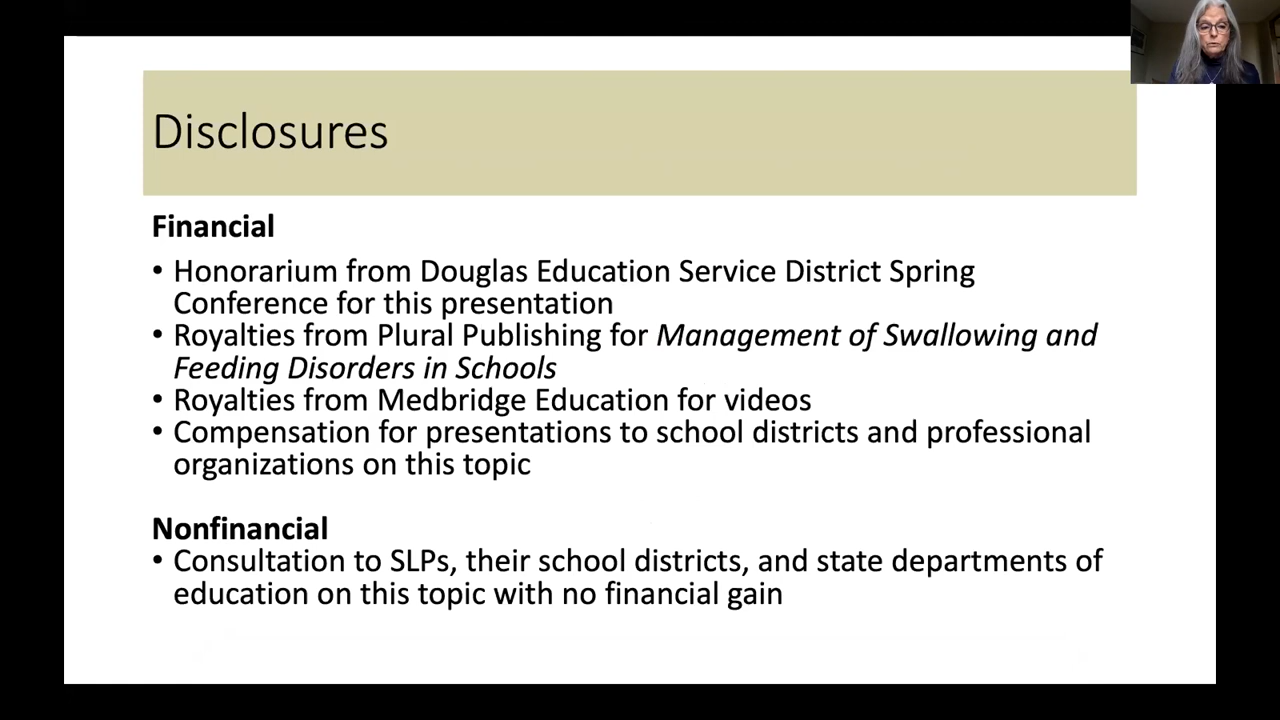 Disclosures
Financial
• Honorarium from Douglas Education Service District Spring
Conference for this presentation
• Royalties from Plural Publishing for Management of Swallowing and
Feeding Disorders in Schools
• Royalties from Medbridge Education for videos
• Compensation for presentations to school districts and professional
organizations on this topic
Nonfinancial
• Consultation to SLPs, their school districts, and state departments of
education on this topic with no financial gain